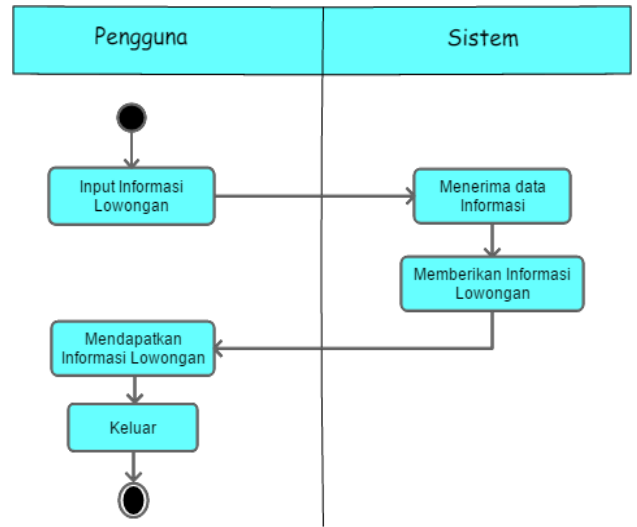 Pengguna
Sistem
Input Informasi
Lowongan
Menerima data
Informasi
Memberikan Informasi
Lowongan
Mendapatkan
Informasi Lowongan
Keluar